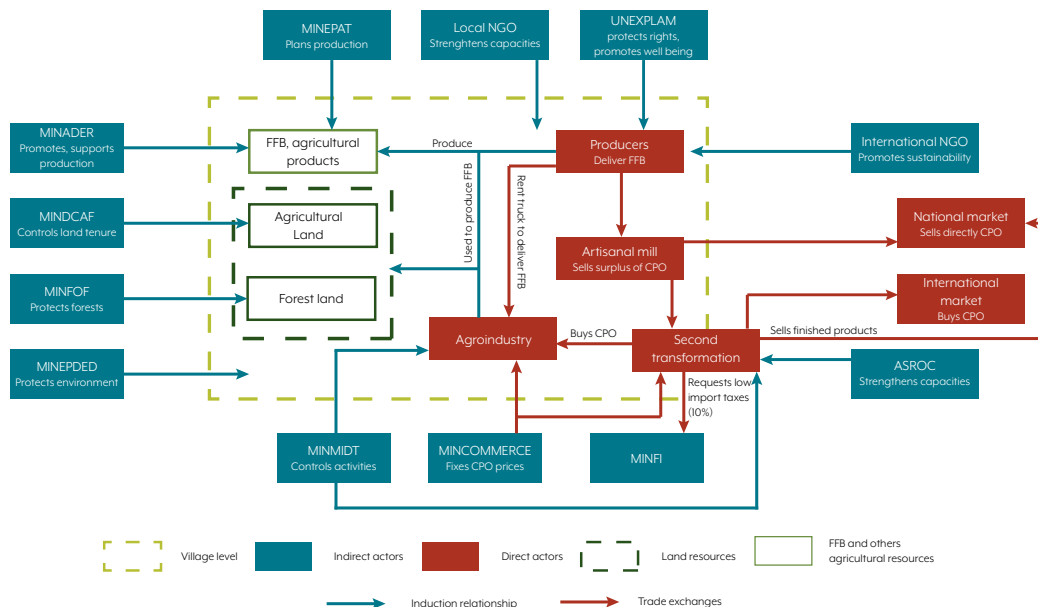 MINEPAT
Plans production
Local NGO
Strenghtens capacities
UNEXPLAM
protects rights,
promotes well being
MINADER
Promotes, supports
production
FFB, agricultural
products
Produce
Producers
Deliver FFB
International NGO
Promotes sustainability
Used to produce FFB
Rent truck to deliver FFB
MINDCAF
Controls land tenure
Agricultural
Land
Artisanal mill
Sells surplus of CPO
National market
Sells directly CPO
MINFOF
Protects forests
Forest land
International
market
Buys CPO
Agroindustry
Buys CPO
Second
transformation
Sells finished products
MINEPDED
Protects environment
ASROC
Strengthens capacities
Requests low
import taxes
(10%)
MINMIDT
Controls activities
MINCOMMERCE
Fixes CPO prices
MINFI
Village level
Indirect actors
Direct actors
Land resources
FFB and others
agricultural resources
Induction relationship
Trade exchanges